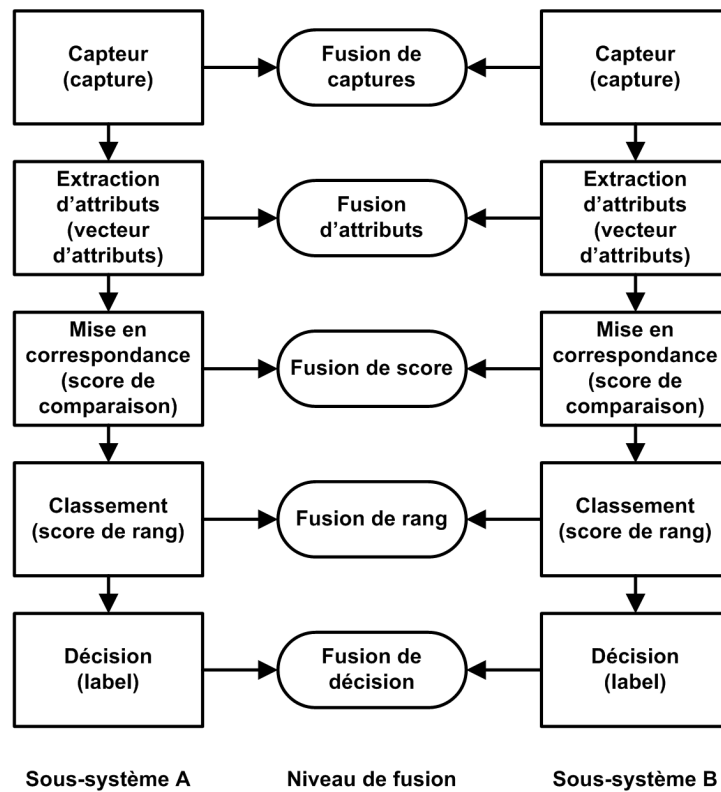 Capteur
(capture)
Fusion de
captures
Capteur
(capture)
Extraction
d'attributs
(vecteur
d'attributs)
Fusion
d'attributs
Extraction
d'attributs
(vecteur
d'attributs)
Mise en
correspondance
(score de
comparaison)
Fusion de score
Mise en
correspondance
(score de
comparaison)
Classement
(score de rang)
Fusion de rang
Classement
(score de rang)
Décision
(label)
Fusion de
décision
Décision
(label)
Sous-système A
Niveau de fusion
Sous-système B